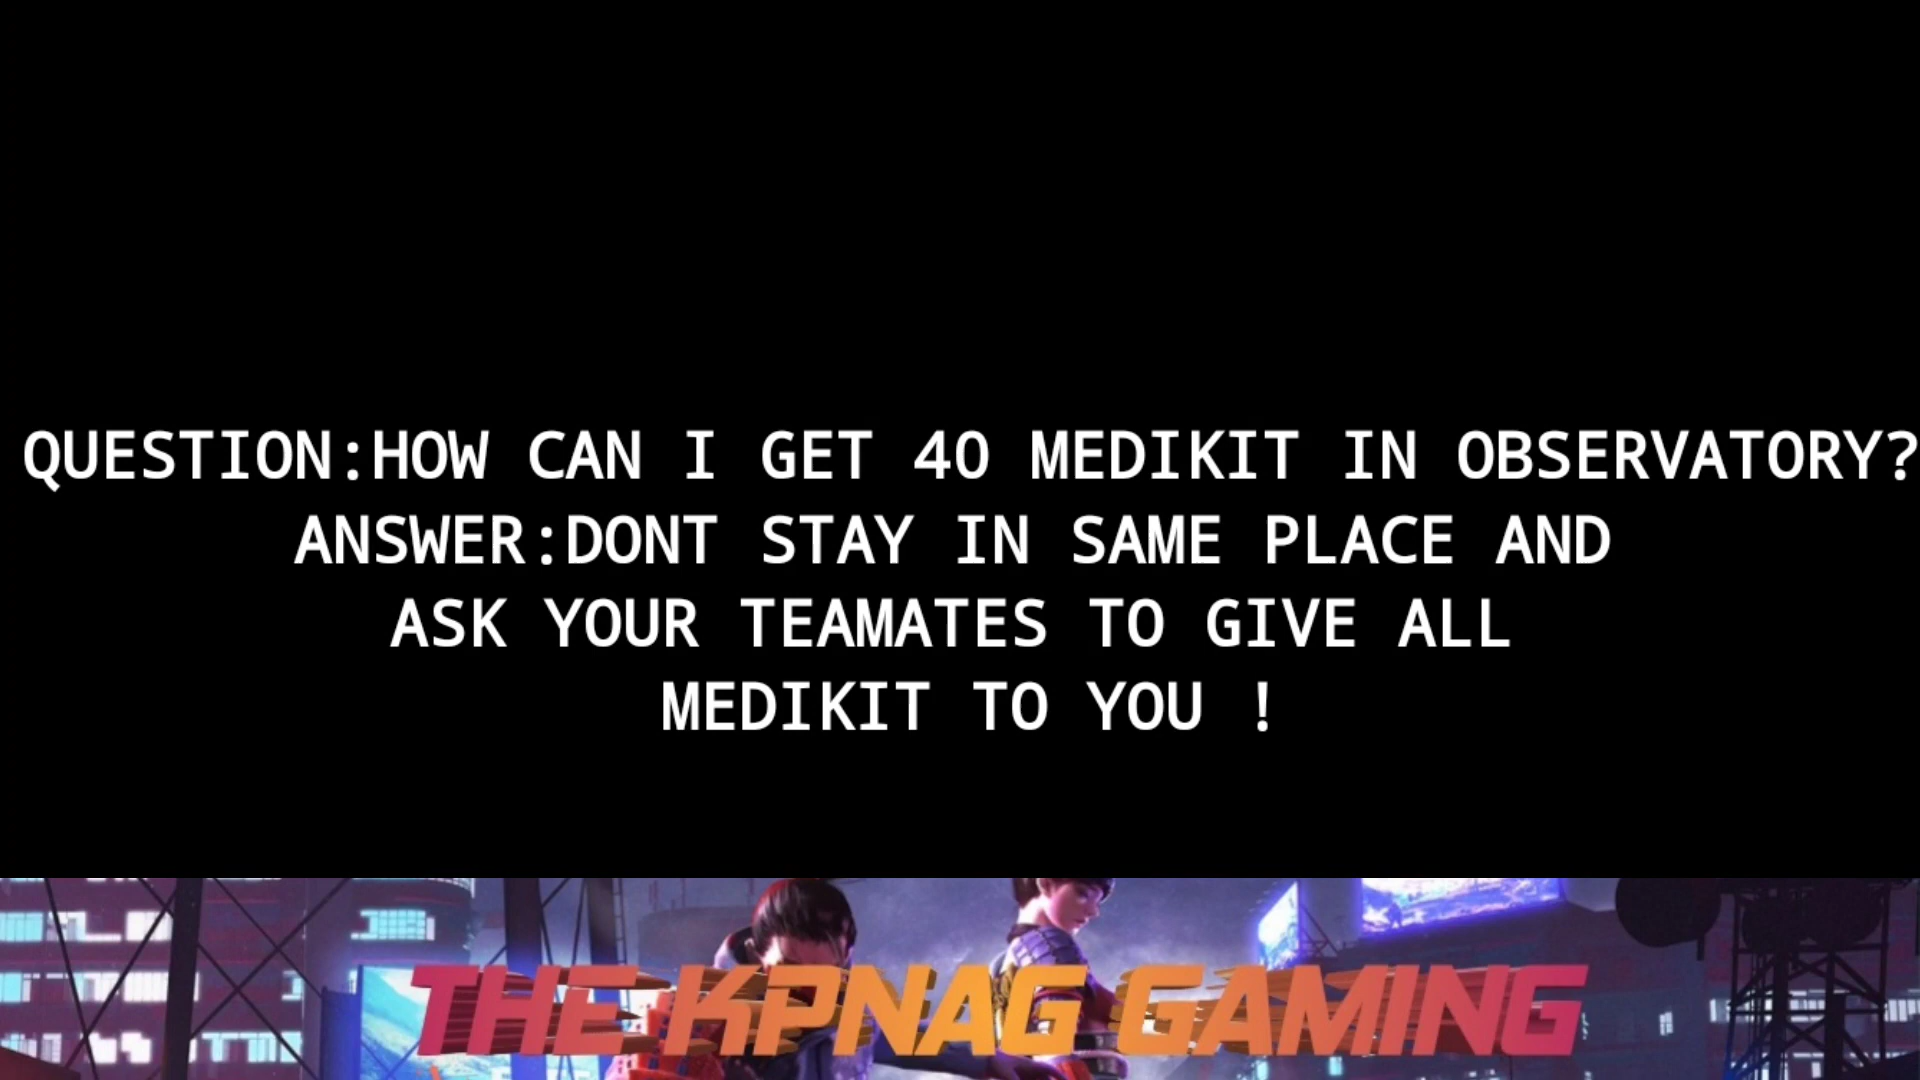 QUESTION:HOW CAN I GET 40 MEDIKIT IN OBSERVATORY?
ANSWER:DONT STAY IN SAME PLACE AND
ASK YOUR TEAMATES TO GIVE ALL
MEDIKIT TO YOU !
THE KPNAG GAMING